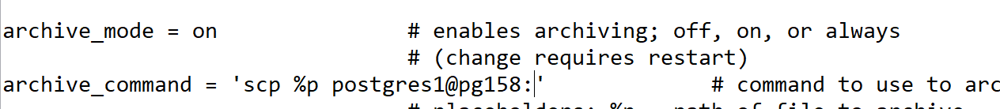 archive_mode = on # enables archiving; off, on, or always
# (change requires restart)
archive_command = 'scp %p postgres1@pg158:' # command to use to arc
# placeholders: %p = path of file to archive